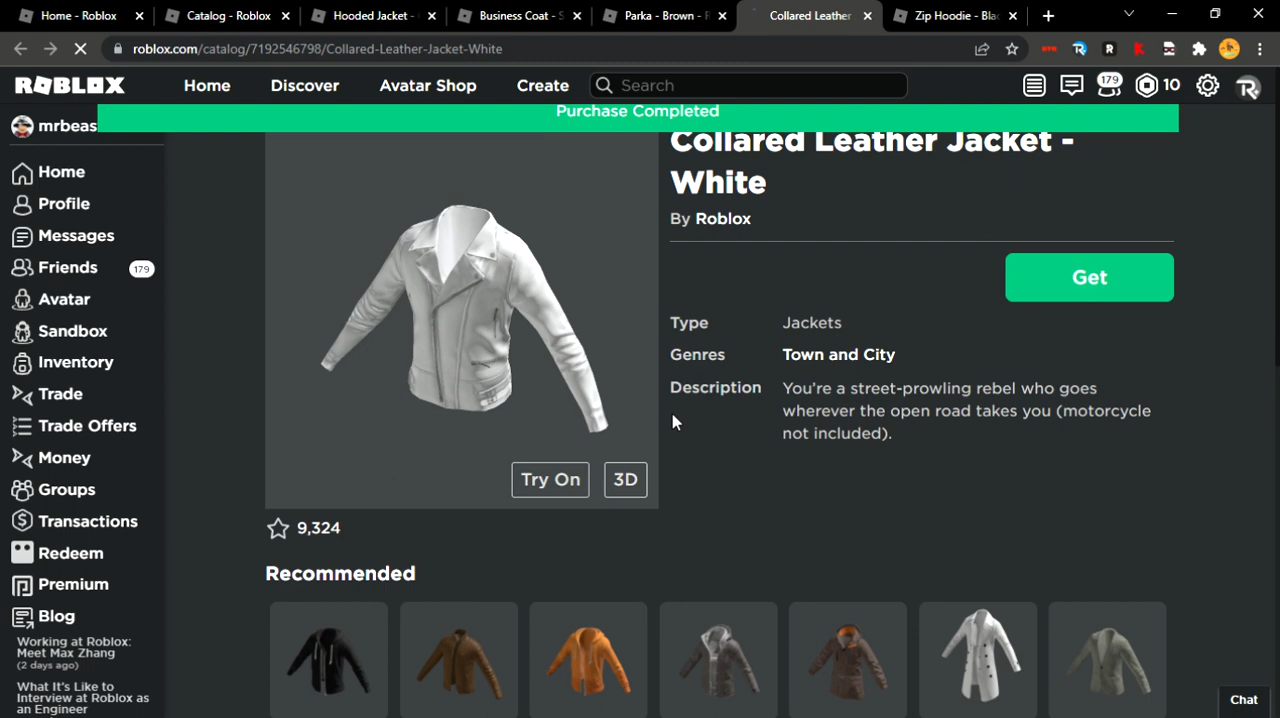 Home - Roblox
Catalog - Roblox
Hooded Jacket -
Business Coat - S
Parka - Brown - R
Collared Leather
Zip Hoodie - Blac
roblox.com/catalog/7192546798/Collared-Leather-Jacket-White
ROBLOX
Home
Discover
Avatar Shop
Create
Search
179
10
Purchase Completed
mrbeas
Home
Profile
Messages
Friends
179
Avatar
Sandbox
Inventory
Trade
Trade Offers
Money
Groups
Transactions
Redeem
Premium
Blog
Working at Roblox:
Meet Max Zhang
(2 days ago)
What It's Like to
Interview at Roblox as
an Engineer
Collared Leather Jacket -
White
By Roblox
Get
Type
Jackets
Genres
Town and City
Description
You're a street-prowling rebel who goes
wherever the open road takes you (motorcycle
not included).
Try On
3D
9,324
Recommended
Chat